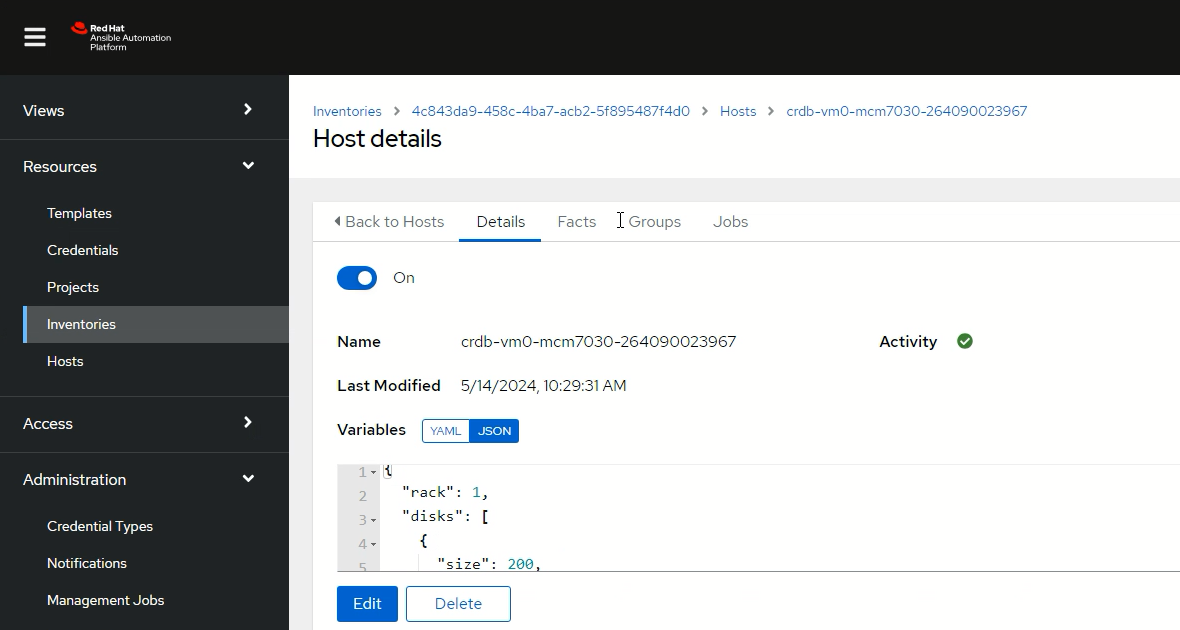 Red Hat
Ansible Automation
Platform
Views
Resources
Templates
Credentials
Projects
Inventories
Hosts
Access
Administration
Credential Types
Notifications
Management Jobs
Inventories > 4c843da9-458c-4ba7-acb2-5f895487f4d0 > Hosts > crdb-vm0-mcm7030-264090023967
Host details
Back to Hosts Details Facts Groups Jobs
On
Name crdb-vm0-mcm7030-264090023967 Activity
Last Modified 5/14/2024, 10:29:31 AM
Variables YAML JSON
1 {
2 "rack": 1,
3 "disks": [
4 {
5 "size": 200,
Edit Delete